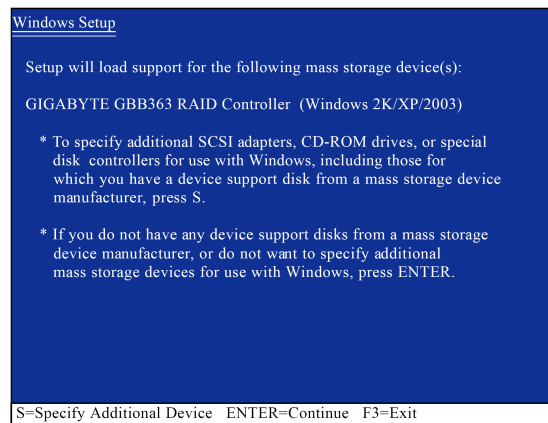 Windows Setup
Setup will load support for the following mass storage device(s):
GIGABYTE GBB363 RAID Controller (Windows 2K/XP/2003)
* To specify additional SCSI adapters, CD-ROM drives, or special
disk controllers for use with Windows, including those for
which you have a device support disk from a mass storage device
manufacturer, press S.
* If you do not have any device support disks from a mass storage
device manufacturer, or do not want to specify additional
mass storage devices for use with Windows, press ENTER.
S=Specify Additional Device ENTER=Continue F3=Exit